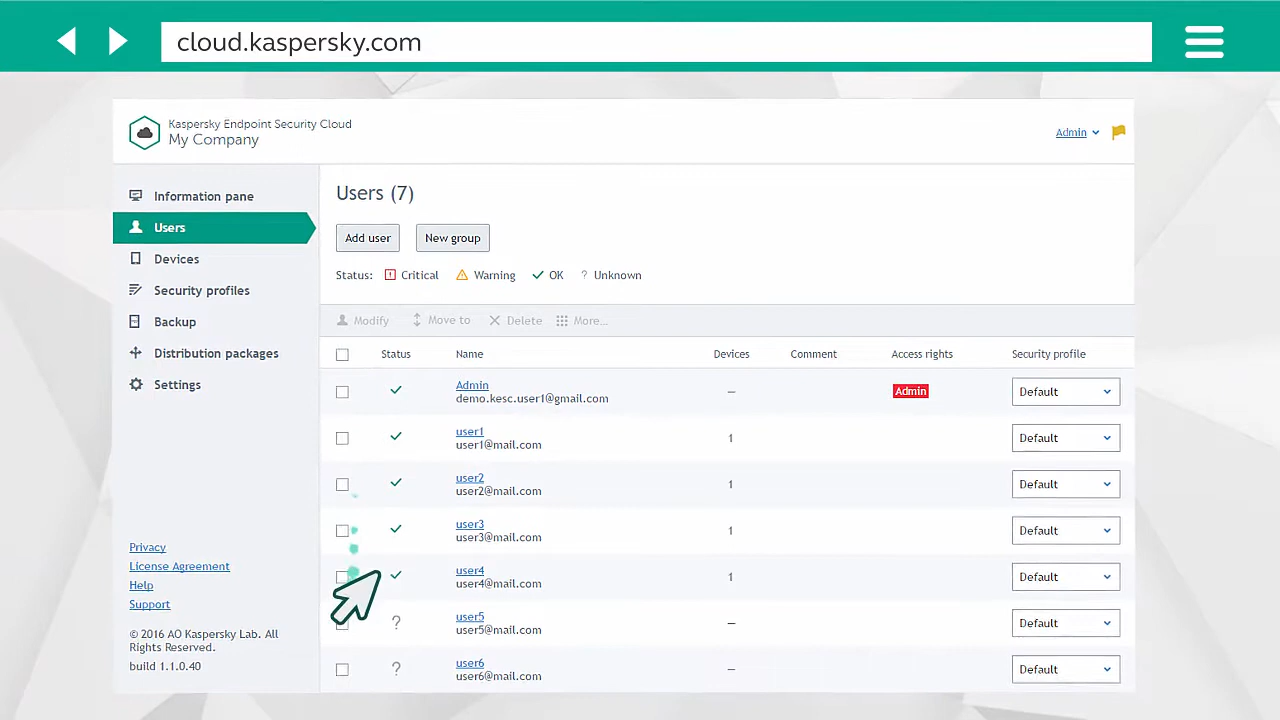 cloud.kaspersky.com
Kaspersky Endpoint Security Cloud
My Company
Admin
Information pane
Users
Devices
Security profiles
Backup
Distribution packages
Settings
Privacy
License Agreement
Help
Support
© 2016 AO Kaspersky Lab. All
Rights Reserved.
build 1.1.0.40
Users (7)
Add user New group
Status: Critical Warning OK ? Unknown
Modify Move to Delete More...
Status Name Devices Comment Access rights Security profile
Admin
demo.kesc.user1@gmail.com — Admin Default
user1
user1@mail.com 1 Default
user2
user2@mail.com 1 Default
user3
user3@mail.com 1 Default
user4
user4@mail.com 1 Default
? user5
user5@mail.com — Default
? user6
user6@mail.com — Default